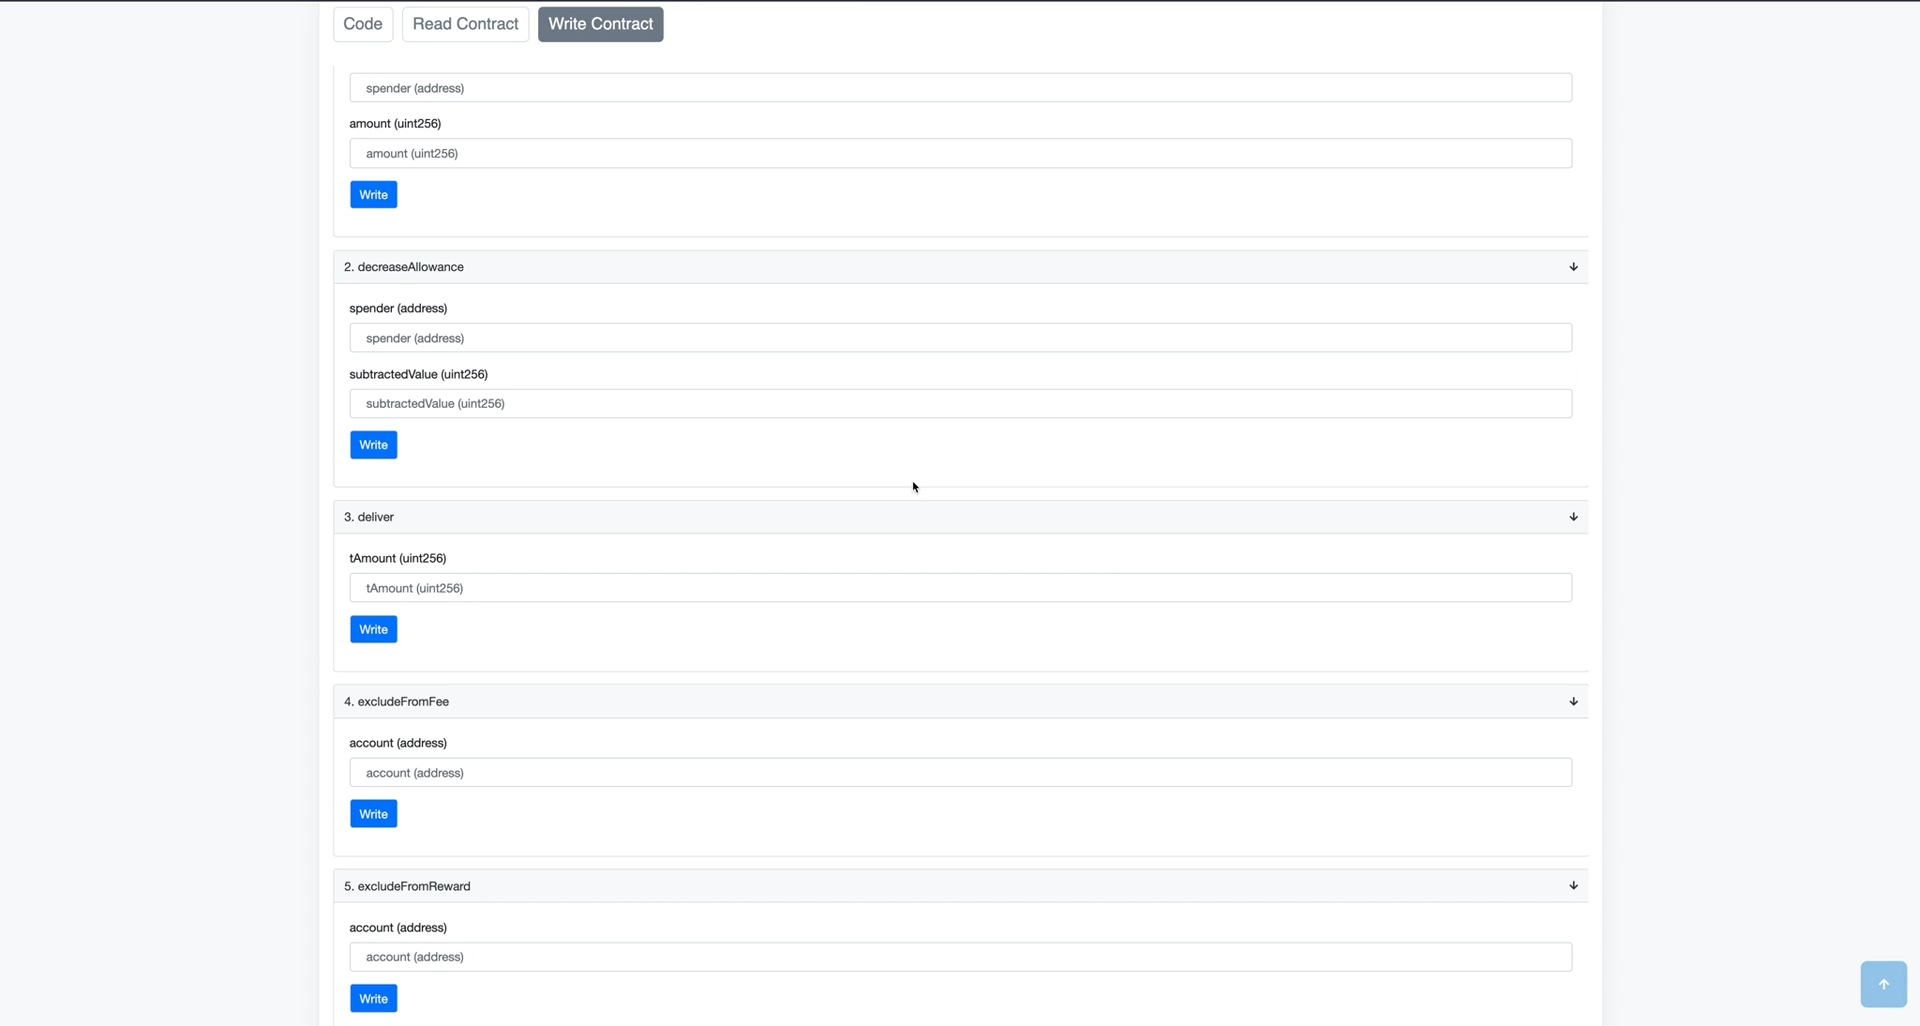 Code Read Contract Write Contract
spender (address)
amount (uint256)
amount (uint256)
Write
2. decreaseAllowance
spender (address)
spender (address)
subtractedValue (uint256)
subtractedValue (uint256)
Write
3. deliver
tAmount (uint256)
tAmount (uint256)
Write
4. excludeFromFee
account (address)
account (address)
Write
5. excludeFromReward
account (address)
account (address)
Write